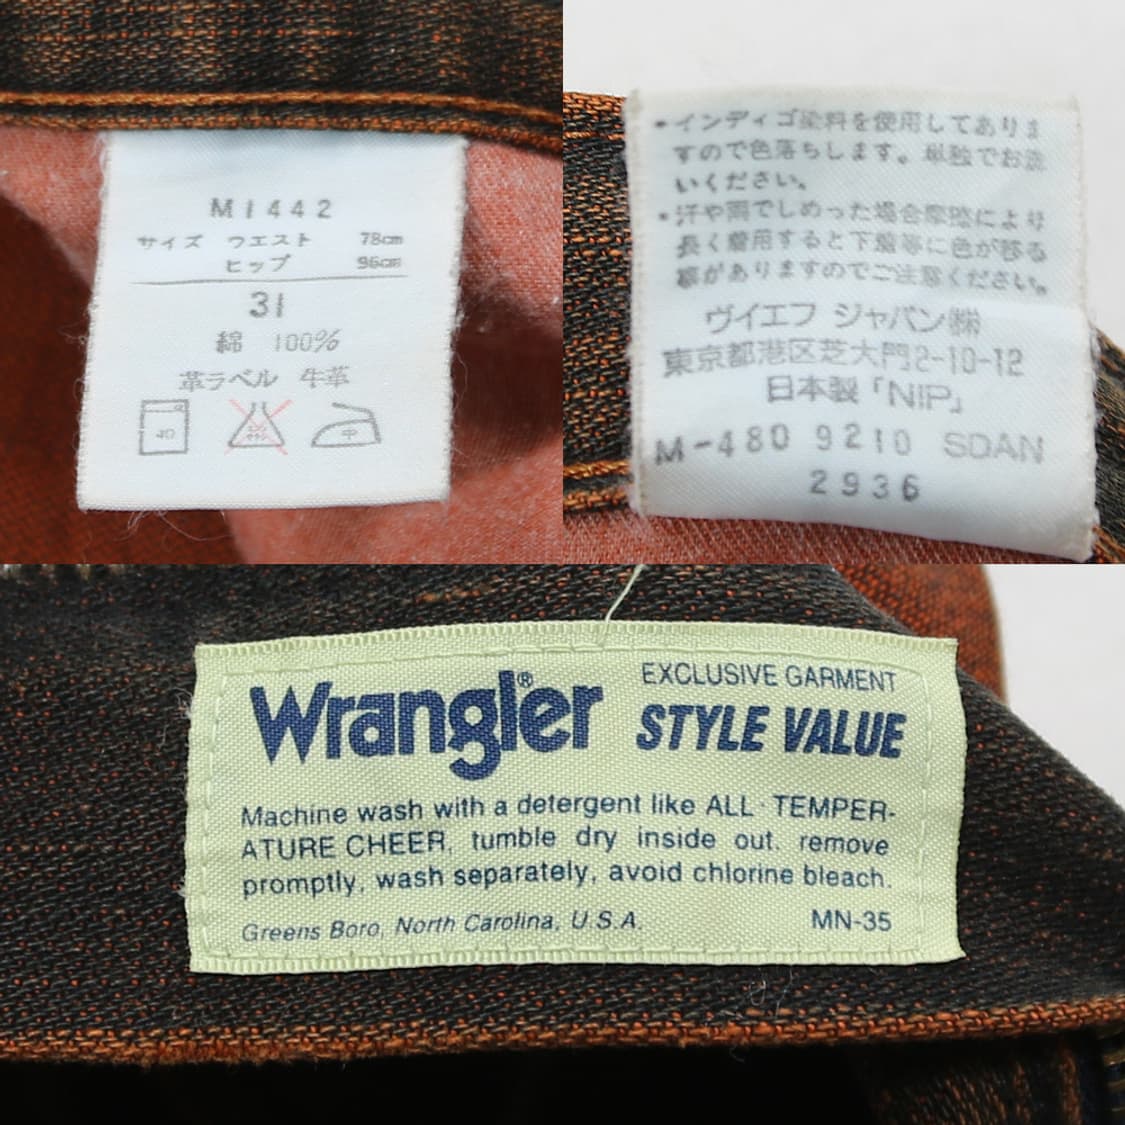 M1442
サイズ ウエスト 78cm
ヒップ 96cm
31
綿 100%
革ラベル 牛革
40
中
・インディゴ染料を使用してありま
すので色落ちします。単独でお洗
いください。
・汗や雨でしめった場合摩擦により
長く着用すると下着等に色が移る
事がありますのでご注意ください。
ヴイエフ ジャパン㈱
東京都港区芝大門2-10-12
日本製「NIP」
M-480 9210 SDAN
2936
Wrangler®
EXCLUSIVE GARMENT
STYLE VALUE
Machine wash with a detergent like ALL · TEMPER-
ATURE CHEER, tumble dry inside out, remove
promptly, wash separately, avoid chlorine bleach.
Greens Boro, North Carolina, U.S.A.
MN-35